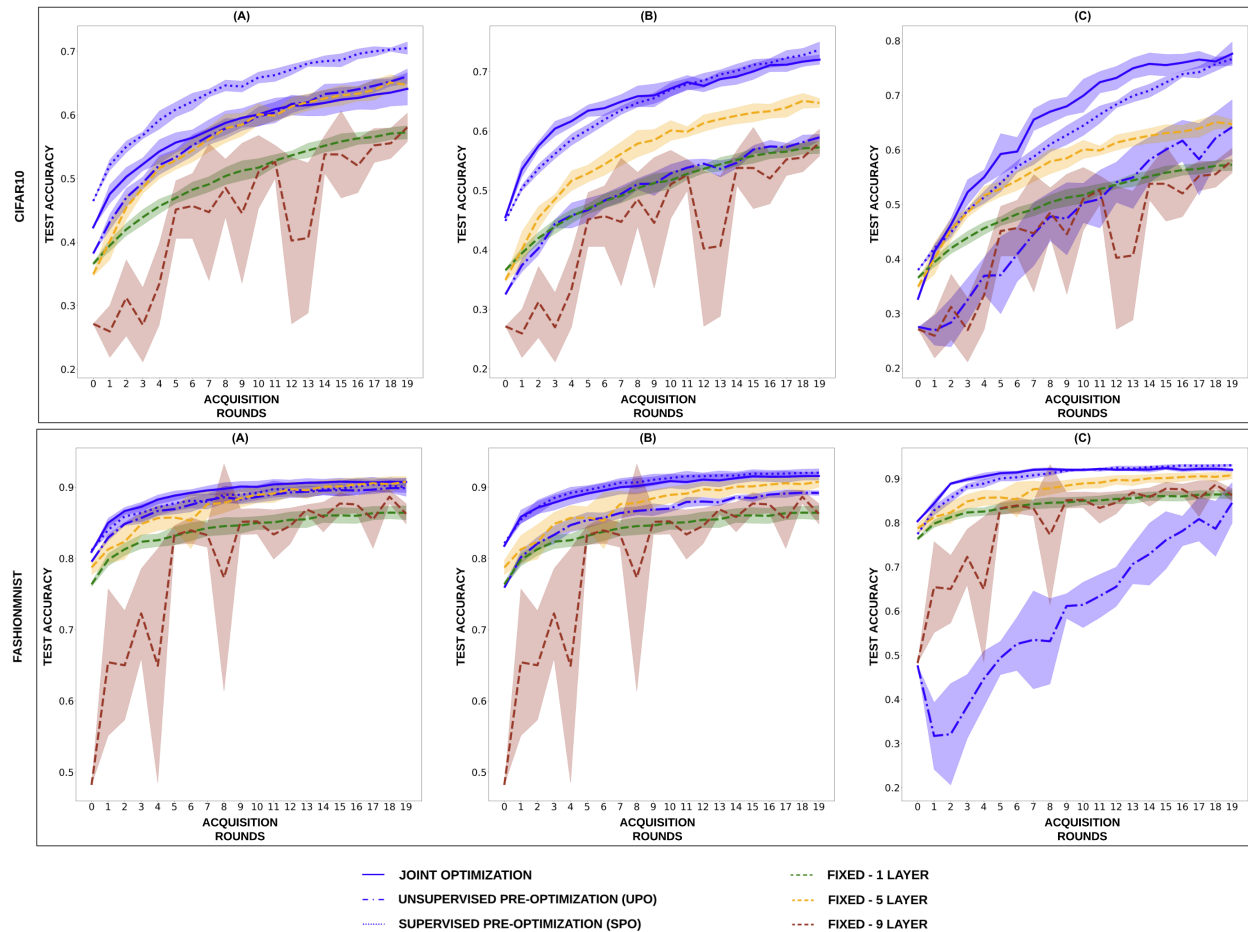 (A) (B) (C)
CIFAR10
TEST ACCURACY
0.7
0.6
0.5
0.4
0.3
0.2
0 1 2 3 4 5 6 7 8 9 10 11 12 13 14 15 16 17 18 19
ACQUISITION
ROUNDS
TEST ACCURACY
0.7
0.6
0.5
0.4
0.3
0.2
0 1 2 3 4 5 6 7 8 9 10 11 12 13 14 15 16 17 18 19
ACQUISITION
ROUNDS
TEST ACCURACY
0.8
0.7
0.6
0.5
0.4
0.3
0.2
0 1 2 3 4 5 6 7 8 9 10 11 12 13 14 15 16 17 18 19
ACQUISITION
ROUNDS
(A) (B) (C)
FASHIONMNIST
TEST ACCURACY
0.9
0.8
0.7
0.6
0.5
0 1 2 3 4 5 6 7 8 9 10 11 12 13 14 15 16 17 18 19
ACQUISITION
ROUNDS
TEST ACCURACY
0.9
0.8
0.7
0.6
0.5
0 1 2 3 4 5 6 7 8 9 10 11 12 13 14 15 16 17 18 19
ACQUISITION
ROUNDS
TEST ACCURACY
0.9
0.8
0.7
0.6
0.5
0.4
0.3
0.2
0 1 2 3 4 5 6 7 8 9 10 11 12 13 14 15 16 17 18 19
ACQUISITION
ROUNDS
JOINT OPTIMIZATION
UNSUPERVISED PRE-OPTIMIZATION (UPO)
SUPERVISED PRE-OPTIMIZATION (SPO)
FIXED - 1 LAYER
FIXED - 5 LAYER
FIXED - 9 LAYER